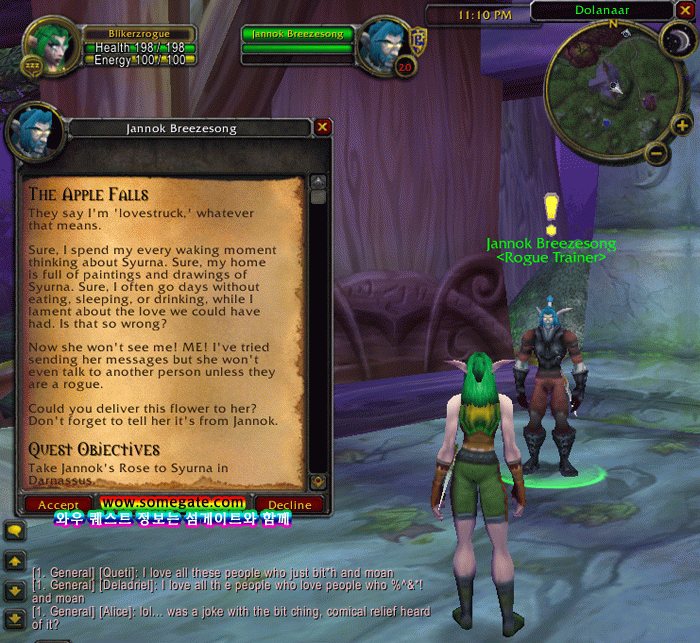 11:10 PM
Dolanaar
N
Blikerzrogue
Health 198 / 198
Energy 100 / 100
zzz
Jannok Breezesong
20
Jannok Breezesong
The Apple Falls
They say I'm 'lovestruck,' whatever
that means.
Sure, I spend my every waking moment
thinking about Syurna. Sure, my home
is full of paintings and drawings of
Syurna. Sure, I often go days without
eating, sleeping, or drinking, while I
lament about the love we could have
had. Is that so wrong?
Now she won't see me! ME! I've tried
sending her messages but she won't
even talk to another person unless they
are a rogue.
Could you deliver this flower to her?
Don't forget to tell her it's from Jannok.
Quest Objectives
Take Jannok's Rose to Syurna in
Darnassus.
Accept
wow.somegate.com
Decline
와우 퀘스트 정보는 섬게이트와 함께
Jannok Breezesong
<Rogue Trainer>
[1. General] [Queti]: I love all these people who just bit*h and moan
[1. General] [Deladriel]: I love all th e people who love people who %^&*!
and moan
[1. General] [Alice]: lol... was a joke with the bit ching, comical relief heard
of it?